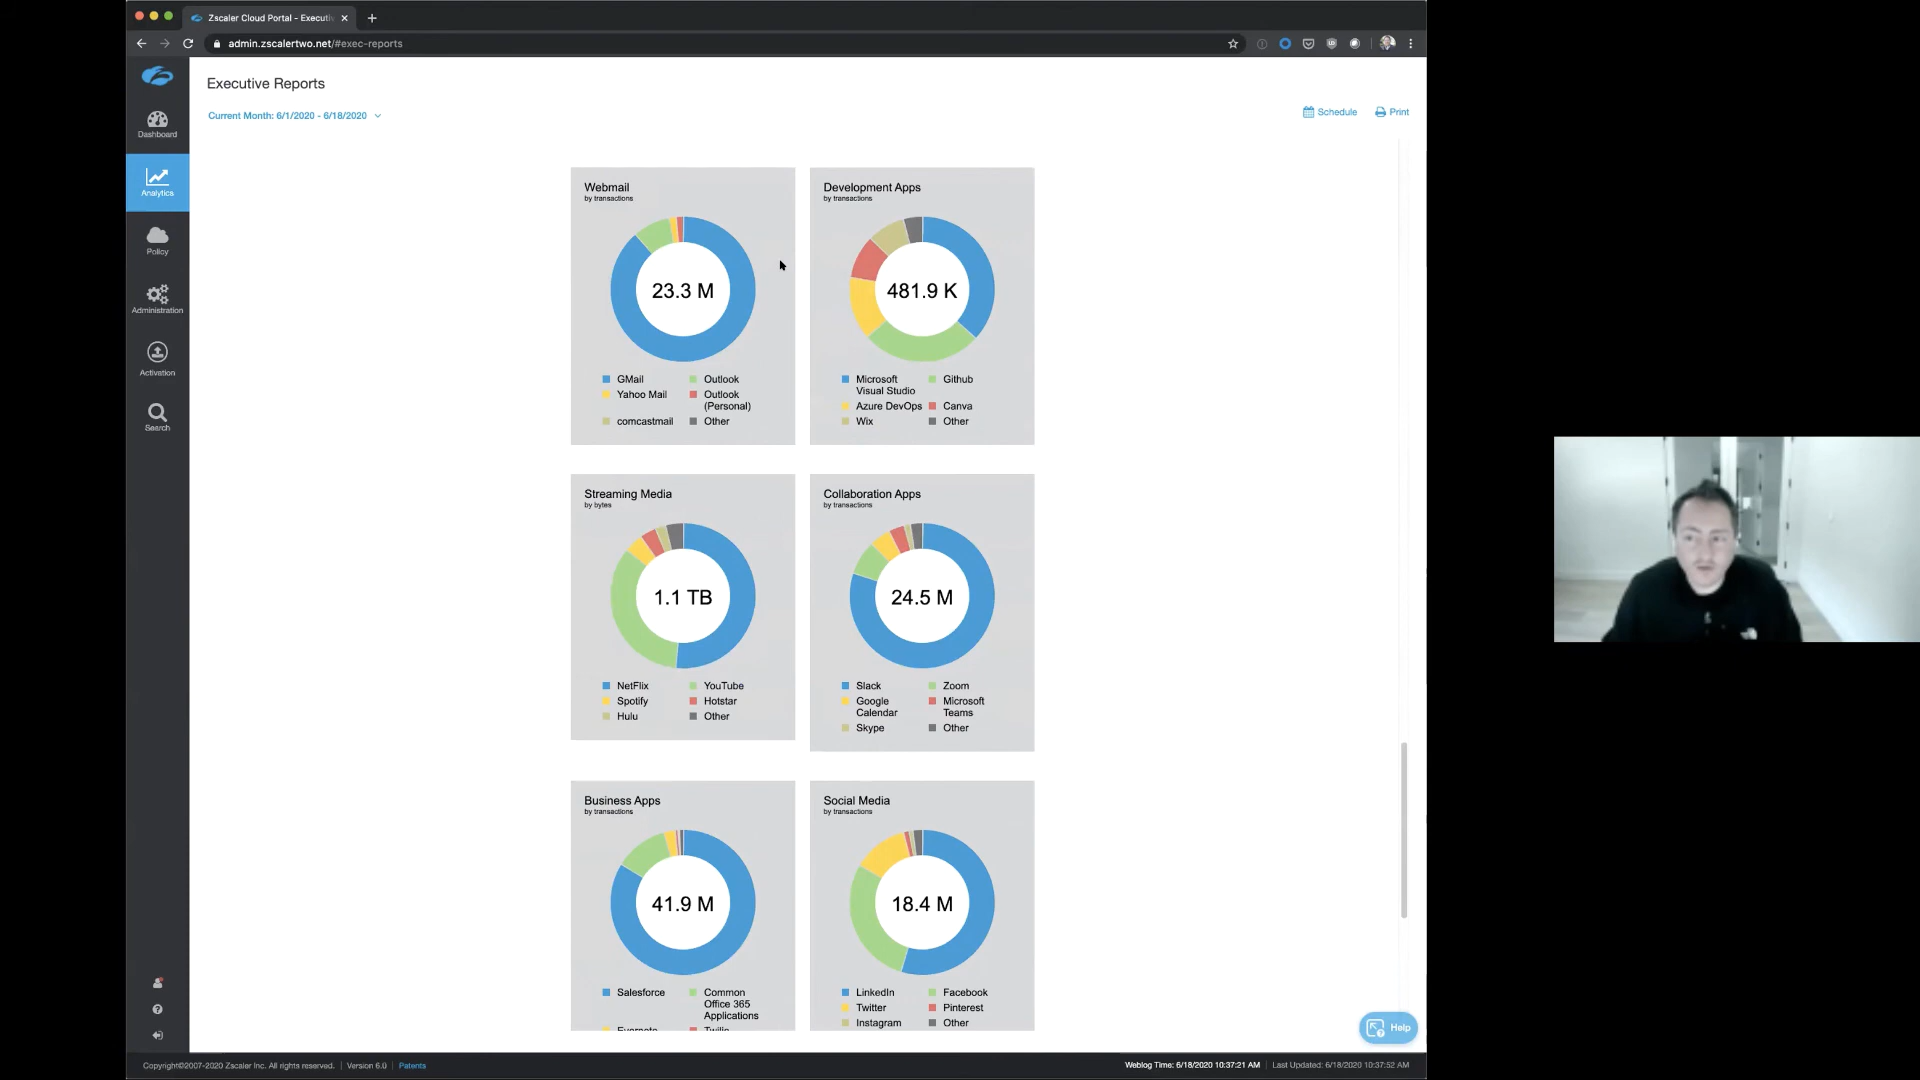 Zscaler Cloud Portal - Executiv
admin.zscalertwo.net/#exec-reports
Executive Reports
Current Month: 6/1/2020 - 6/18/2020
Schedule
Print
Dashboard
Analytics
Policy
Administration
Activation
Search
Webmail
by transactions
23.3 M
GMail
Outlook
Yahoo Mail
Outlook
(Personal)
comcastmail
Other
Development Apps
by transactions
481.9 K
Microsoft
Visual Studio
Github
Azure DevOps
Canva
Wix
Other
Streaming Media
by bytes
1.1 TB
NetFlix
YouTube
Spotify
Hotstar
Hulu
Other
Collaboration Apps
by transactions
24.5 M
Slack
Zoom
Google
Calendar
Microsoft
Teams
Skype
Other
Business Apps
by transactions
41.9 M
Salesforce
Common
Office 365
Applications
Evernote
Twilio
Social Media
by transactions
18.4 M
LinkedIn
Facebook
Twitter
Pinterest
Instagram
Other
Help
Copyright©2007-2020 Zscaler Inc. All rights reserved. | Version 6.0 | Patents
Weblog Time: 6/18/2020 10:37:21 AM | Last Updated: 6/18/2020 10:37:52 AM